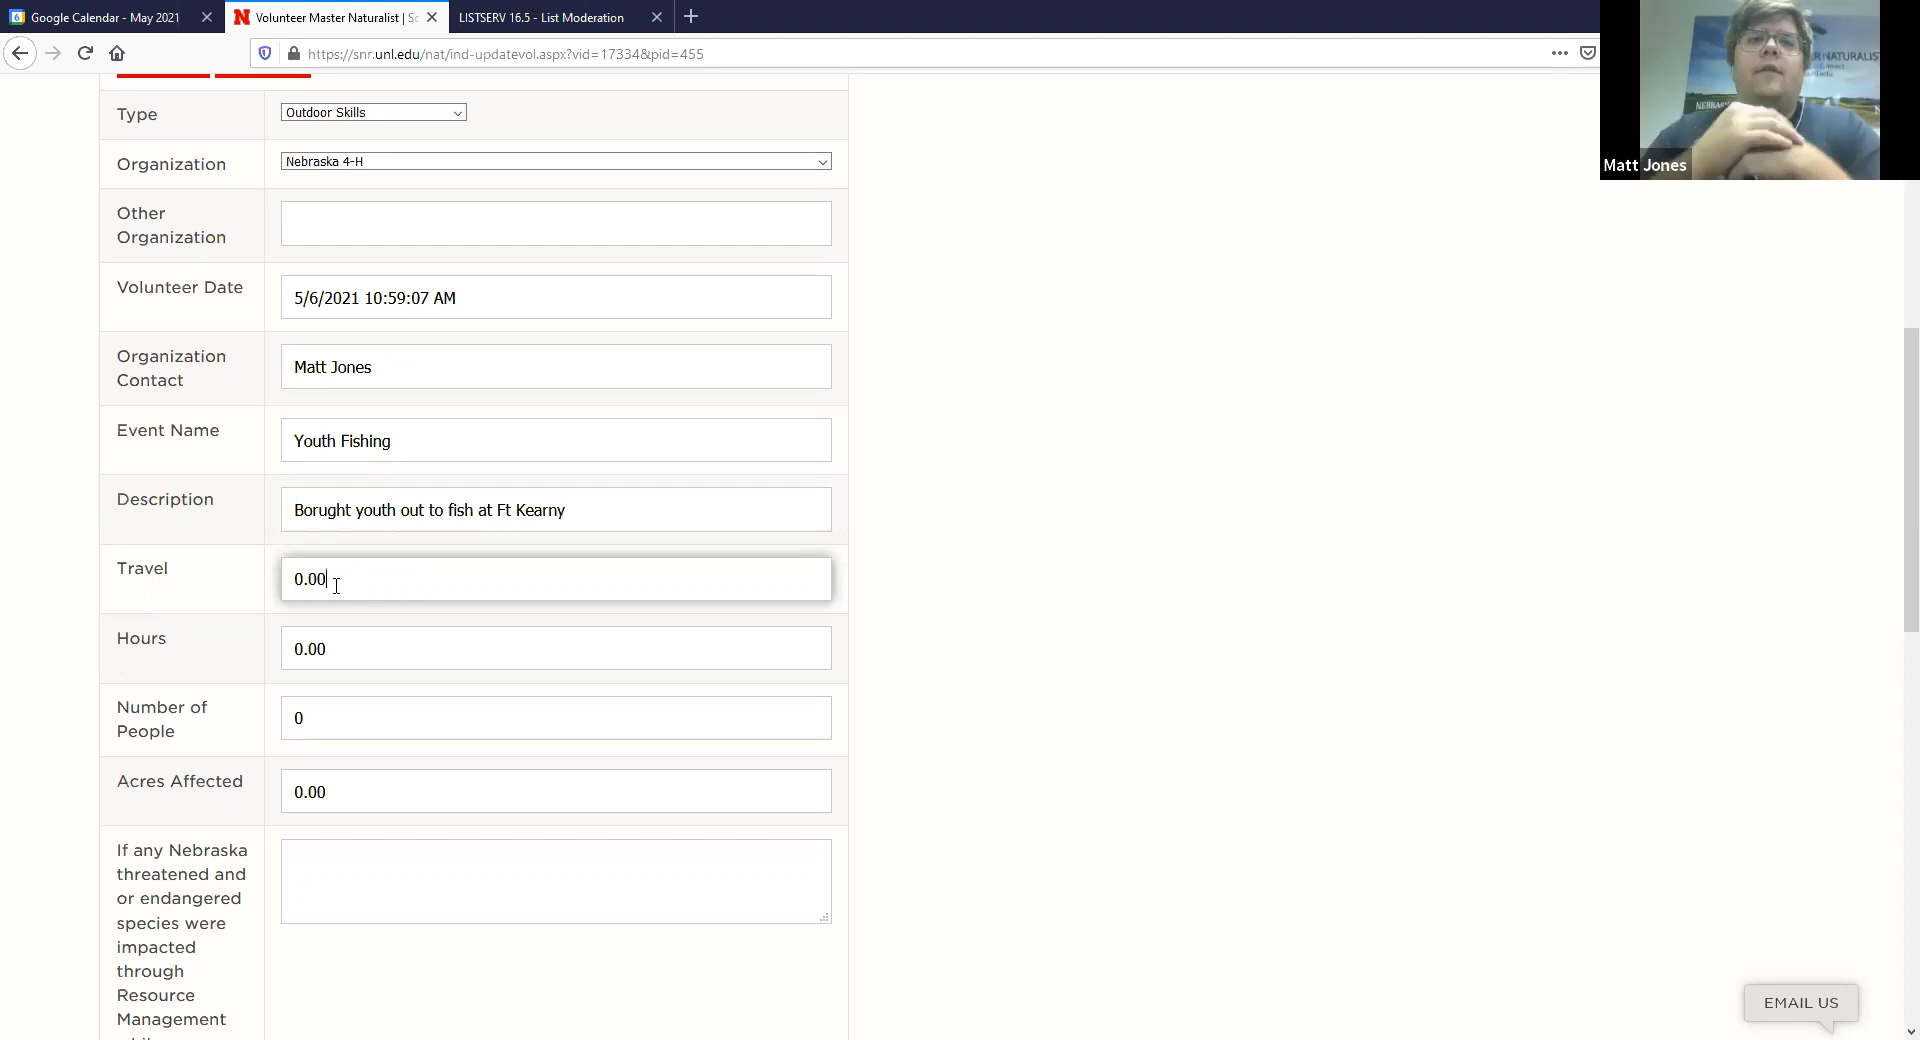 Google Calendar - May 2021
Volunteer Master Naturalist | Sc
LISTSERV 16.5 - List Moderation
https://snr.unl.edu/nat/ind-updatevol.aspx?vid=17334&pid=455
Matt Jones
Type
Outdoor Skills
Organization
Nebraska 4-H
Other
Organization
Volunteer Date
5/6/2021 10:59:07 AM
Organization
Contact
Matt Jones
Event Name
Youth Fishing
Description
Borught youth out to fish at Ft Kearny
Travel
0.00
Hours
0.00
Number of
People
0
Acres Affected
0.00
If any Nebraska
threatened and
or endangered
species were
impacted
through
Resource
Management
EMAIL US